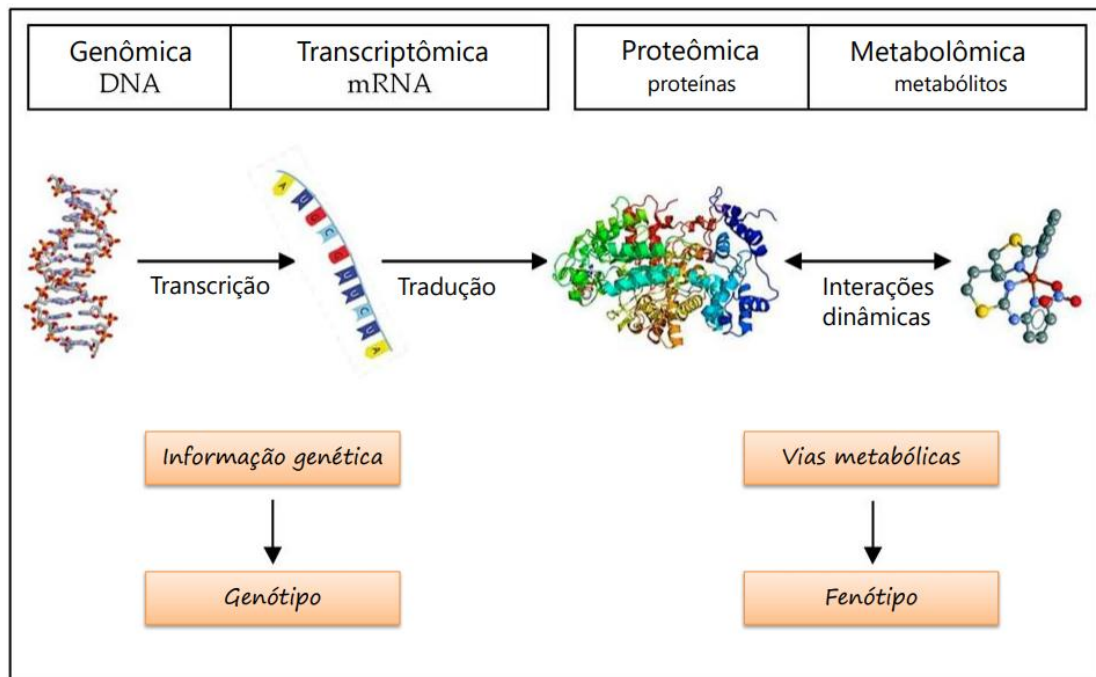 Genômica
DNA
Transcriptômica
mRNA
Proteômica
proteínas
Metabolômica
metabólitos
A
U
G
C
G
U
U
C
U
A
Transcrição
Tradução
Interações
dinâmicas
Informação genética
Vias metabólicas
Genótipo
Fenótipo